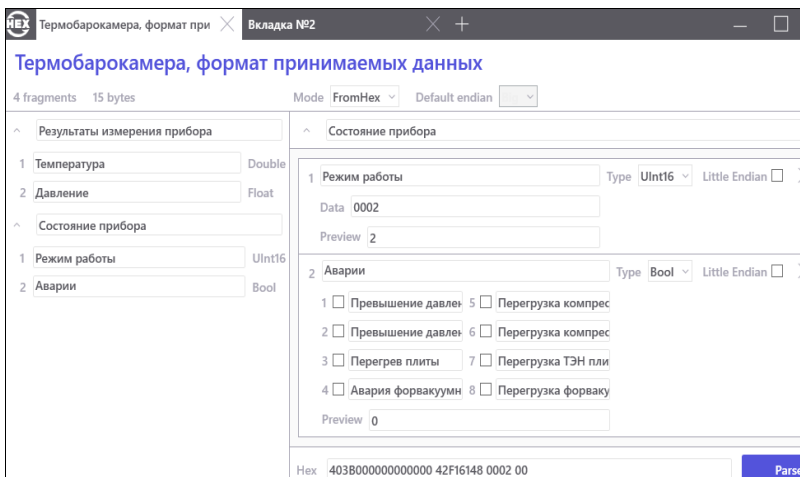 HEX Термобарокамера, формат при Вкладка №2
Термобарокамера, формат принимаемых данных
4 fragments 15 bytes Mode FromHex Default endian
Результаты измерения прибора
1 Температура Double
2 Давление Float
Состояние прибора
1 Режим работы UInt16
2 Аварии Bool
Состояние прибора
1 Режим работы Type UInt16 Little Endian
Data 0002
Preview 2
2 Аварии Type Bool Little Endian
1 Превышение давлен 5 Перегрузка компрес
2 Превышение давлен 6 Перегрузка компрес
3 Перегрев плиты 7 Перегрузка ТЭН пли
4 Авария форвакуумн 8 Перегрузка форваку
Preview 0
Hex 403B000000000000 42F16148 0002 00 Parse